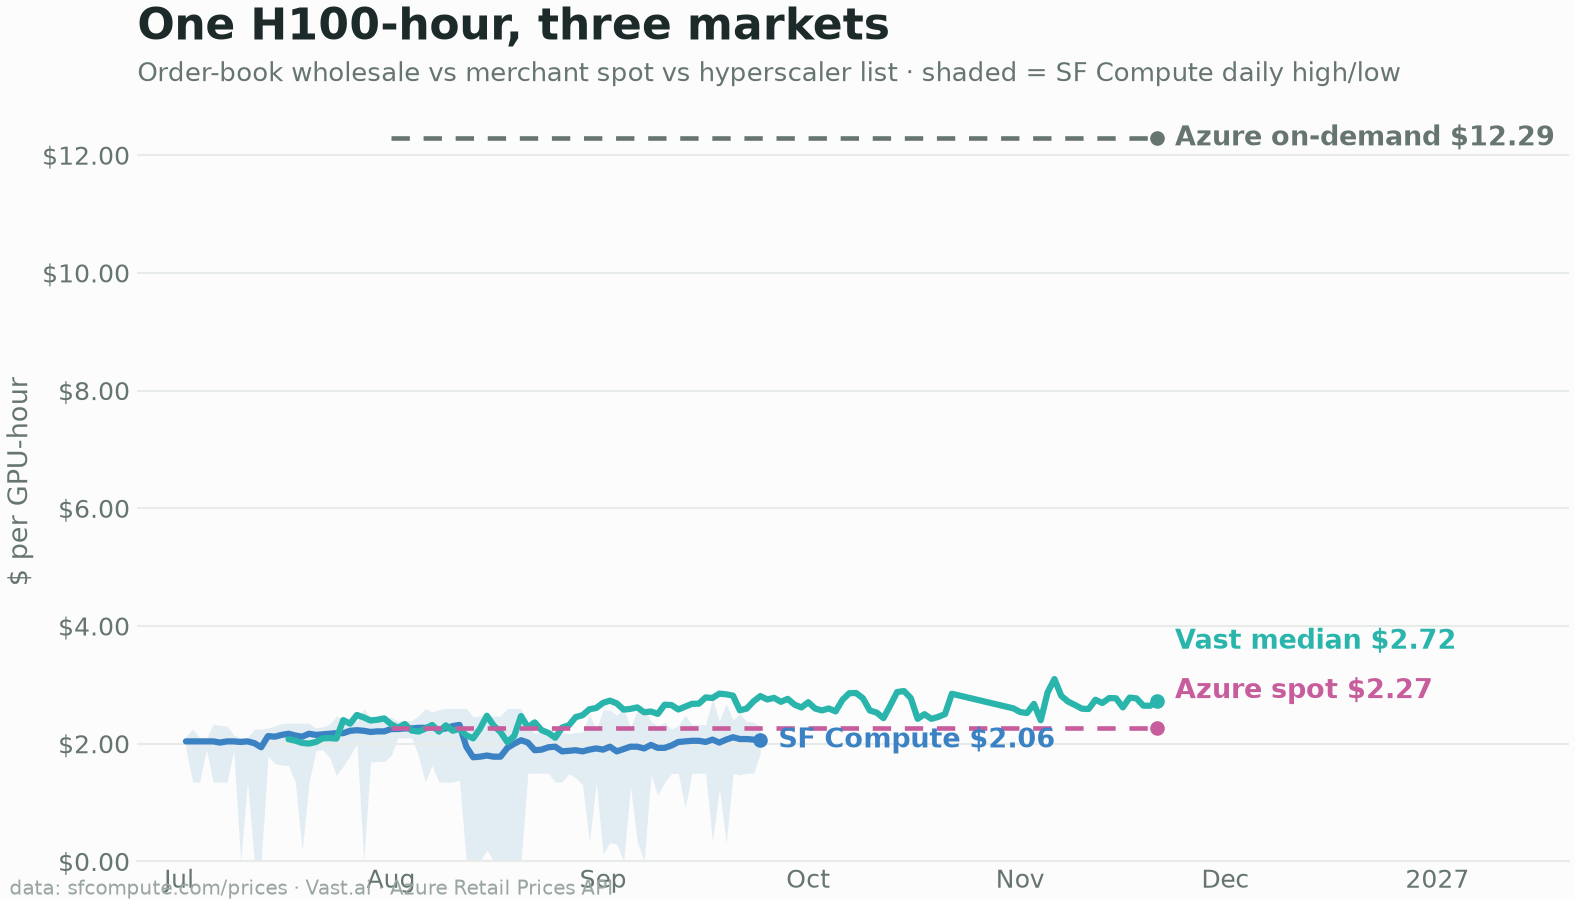 One H100-hour, three markets
Order-book wholesale vs merchant spot vs hyperscaler list · shaded = SF Compute daily high/low
$ per GPU-hour
$12.00
$10.00
$8.00
$6.00
$4.00
$2.00
$0.00
Azure on-demand $12.29
Vast median $2.72
Azure spot $2.27
SF Compute $2.06
Jul
Aug
Sep
Oct
Nov
Dec
2027
data: sfcompute.com/prices · Vast.ai · Azure Retail Prices API